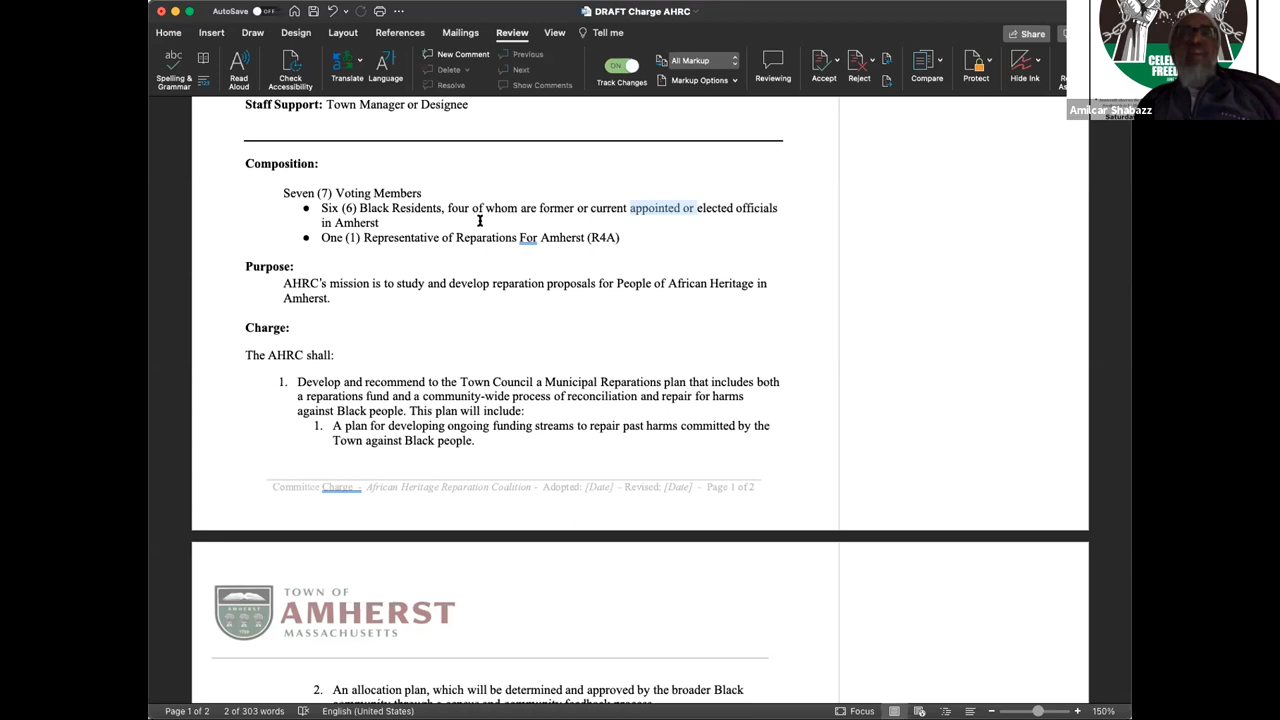 AutoSave OFF
DRAFT Charge AHRC
Home Insert Draw Design Layout References Mailings Review View Tell me
Share
Spelling & Grammar
Read Aloud
Check Accessibility
Translate
Language
New Comment
Delete
Resolve
Previous
Next
Show Comments
ON
Track Changes
All Markup
Markup Options
Reviewing
Accept
Reject
Compare
Protect
Hide Ink
Amilcar Shabazz
Staff Support: Town Manager or Designee
Composition:
Seven (7) Voting Members
● Six (6) Black Residents, four of whom are former or current appointed or elected officials
in Amherst
● One (1) Representative of Reparations For Amherst (R4A)
Purpose:
AHRC's mission is to study and develop reparation proposals for People of African Heritage in
Amherst.
Charge:
The AHRC shall:
1. Develop and recommend to the Town Council a Municipal Reparations plan that includes both
a reparations fund and a community-wide process of reconciliation and repair for harms
against Black people. This plan will include:
1. A plan for developing ongoing funding streams to repair past harms committed by the
Town against Black people.
Committee Charge - African Heritage Reparation Coalition - Adopted: [Date] – Revised: [Date] - Page 1 of 2
TOWN OF
AMHERST
MASSACHUSETTS
2. An allocation plan, which will be determined and approved by the broader Black
community through a census and community feedback process
Page 1 of 2
2 of 303 words
English (United States)
Focus
150%